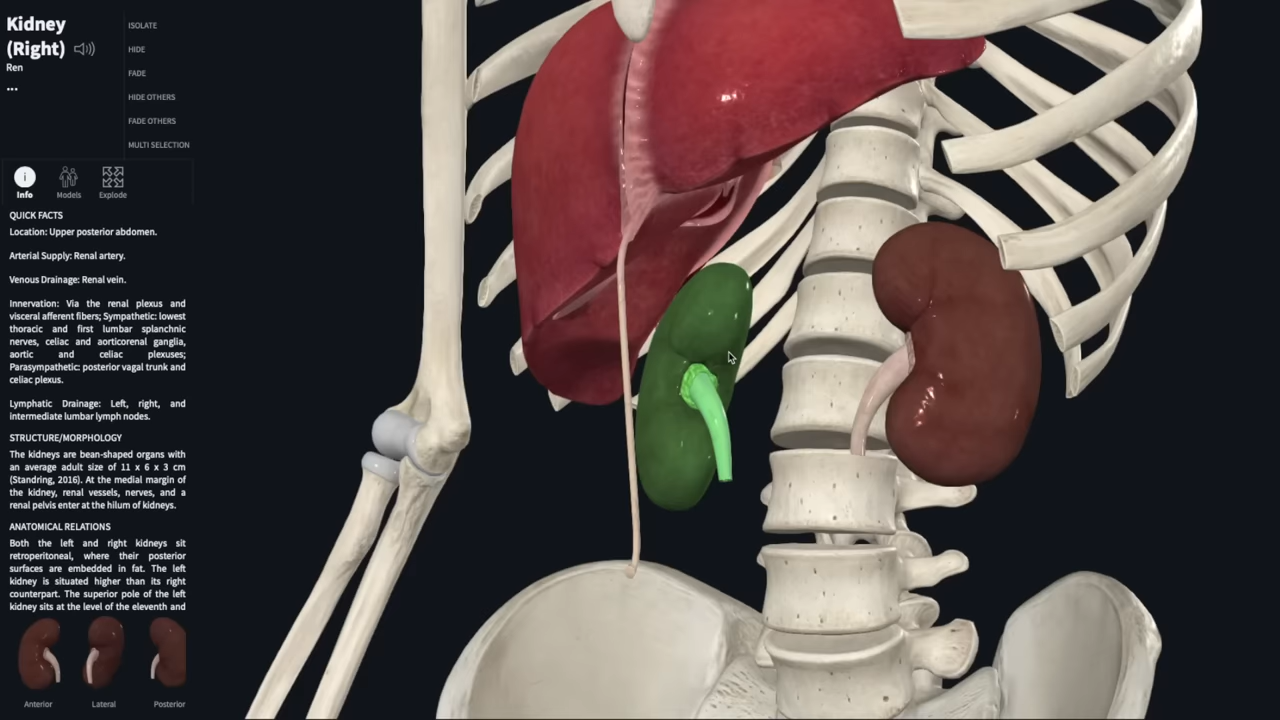 Kidney
(Right)
Ren
...
ISOLATE
HIDE
FADE
HIDE OTHERS
FADE OTHERS
MULTI SELECTION
i
Info
Models
Explode
QUICK FACTS
Location: Upper posterior abdomen.
Arterial Supply: Renal artery.
Venous Drainage: Renal vein.
Innervation: Via the renal plexus and
visceral afferent fibers; Sympathetic: lowest
thoracic and first lumbar splanchnic
nerves, celiac and aorticorenal ganglia,
aortic and celiac plexuses;
Parasympathetic: posterior vagal trunk and
celiac plexus.
Lymphatic Drainage: Left, right, and
intermediate lumbar lymph nodes.
STRUCTURE/MORPHOLOGY
The kidneys are bean-shaped organs with
an average adult size of 11 x 6 x 3 cm
(Standring, 2016). At the medial margin of
the kidney, renal vessels, nerves, and a
renal pelvis enter at the hilum of kidneys.
ANATOMICAL RELATIONS
Both the left and right kidneys sit
retroperitoneal, where their posterior
surfaces are embedded in fat. The left
kidney is situated higher than its right
counterpart. The superior pole of the left
kidney sits at the level of the eleventh and
Anterior
Lateral
Posterior